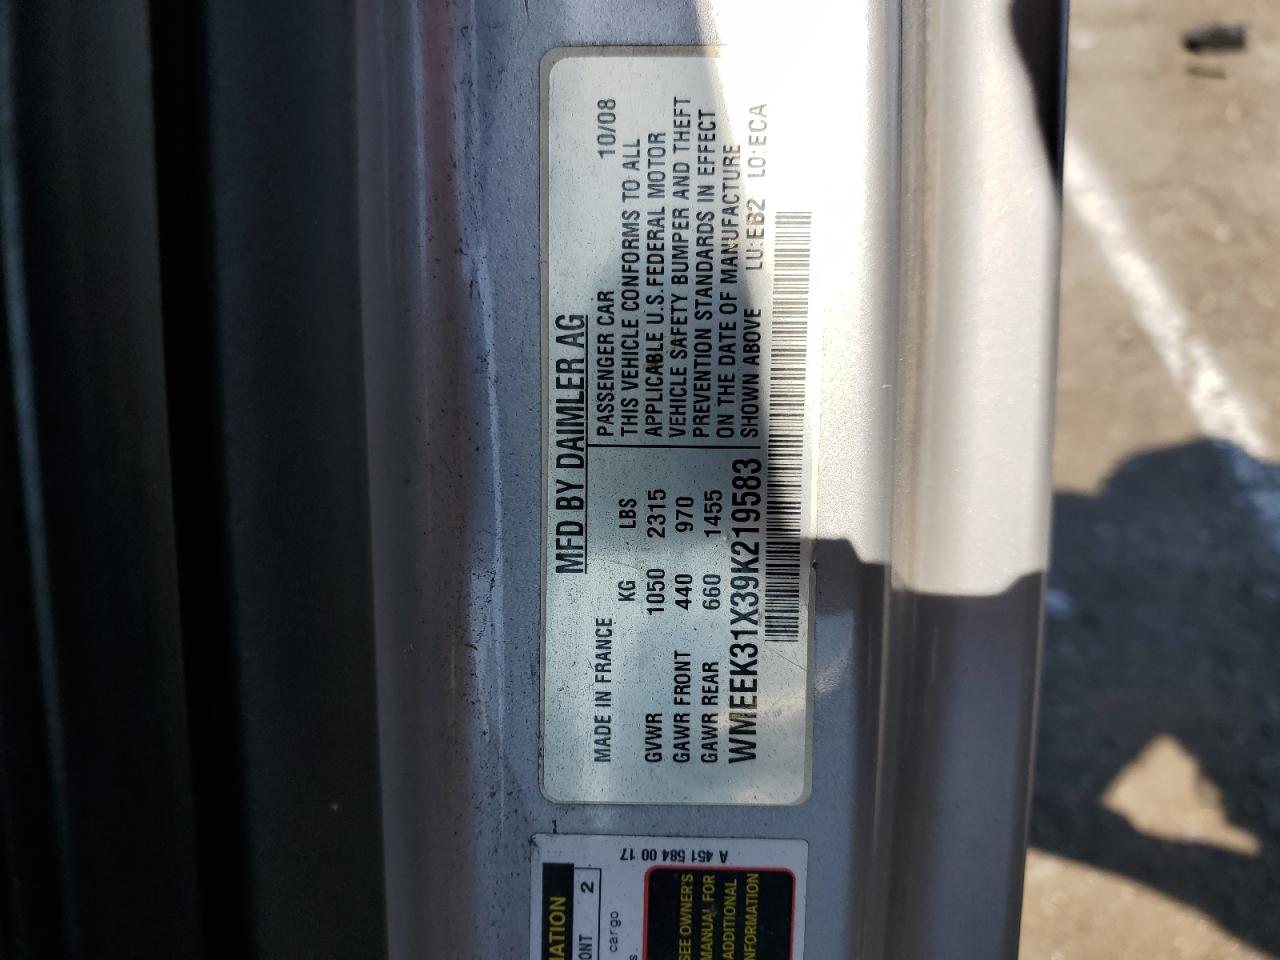 MFD BY DAIMLER AG
MADE IN FRANCE
KG LBS
GVWR 1050 2315
GAWR FRONT 440 970
GAWR REAR 660 1455
PASSENGER CAR 10/08
THIS VEHICLE CONFORMS TO ALL
APPLICABLE U.S. FEDERAL MOTOR
VEHICLE SAFETY BUMPER AND THEFT
PREVENTION STANDARDS IN EFFECT
ON THE DATE OF MANUFACTURE
SHOWN ABOVE LU:EB2 LO:ECA
WMEEK31X39K219583
A 451 584 00 17
MATION
ONT 2
cargo
SEE OWNER'S
MANUAL FOR
ADDITIONAL
INFORMATION